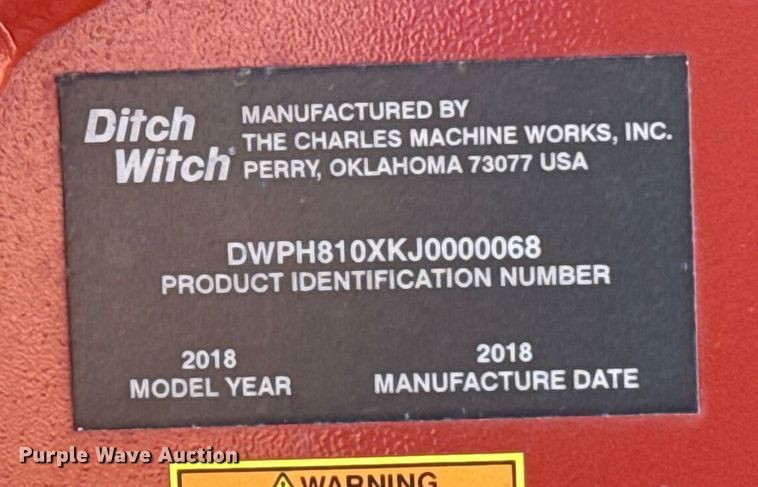 Ditch Witch®
MANUFACTURED BY
THE CHARLES MACHINE WORKS, INC.
PERRY, OKLAHOMA 73077 USA
DWPH810XKJ0000068
PRODUCT IDENTIFICATION NUMBER
2018
MODEL YEAR
2018
MANUFACTURE DATE
Purple Wave Auction
WARNING